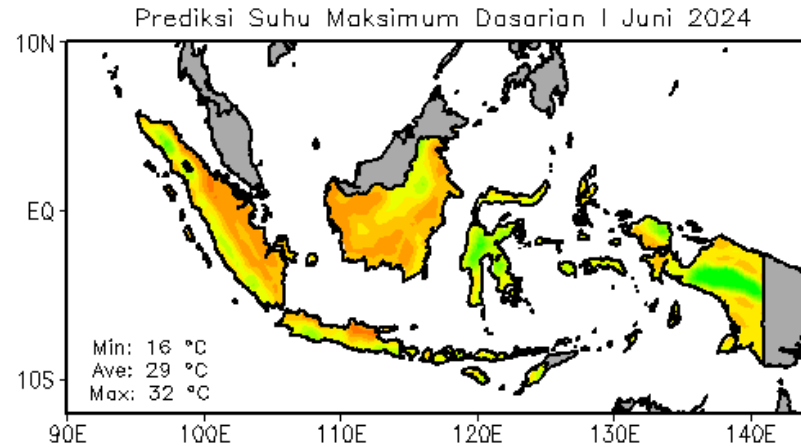 Prediksi Suhu Maksimum Dasarian I Juni 2024
10N
EQ
10S
Min: 16 °C
Ave: 29 °C
Max: 32 °C
90E 100E 110E 120E 130E 140E